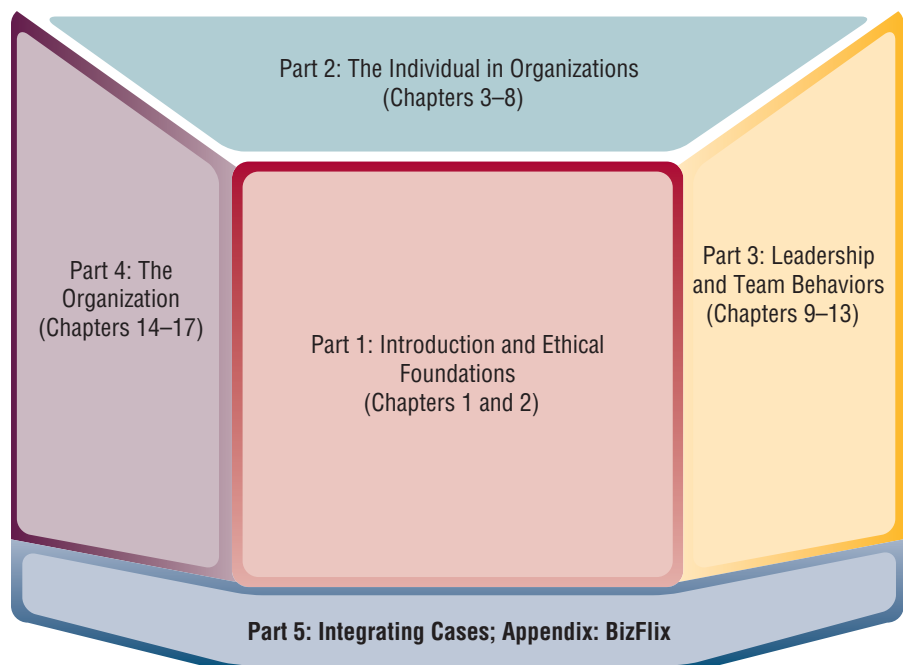 Part 2: The Individual in Organizations
(Chapters 3–8)
Part 4: The
Organization
(Chapters 14–17)
Part 1: Introduction and Ethical
Foundations
(Chapters 1 and 2)
Part 3: Leadership
and Team Behaviors
(Chapters 9–13)
Part 5: Integrating Cases; Appendix: BizFlix